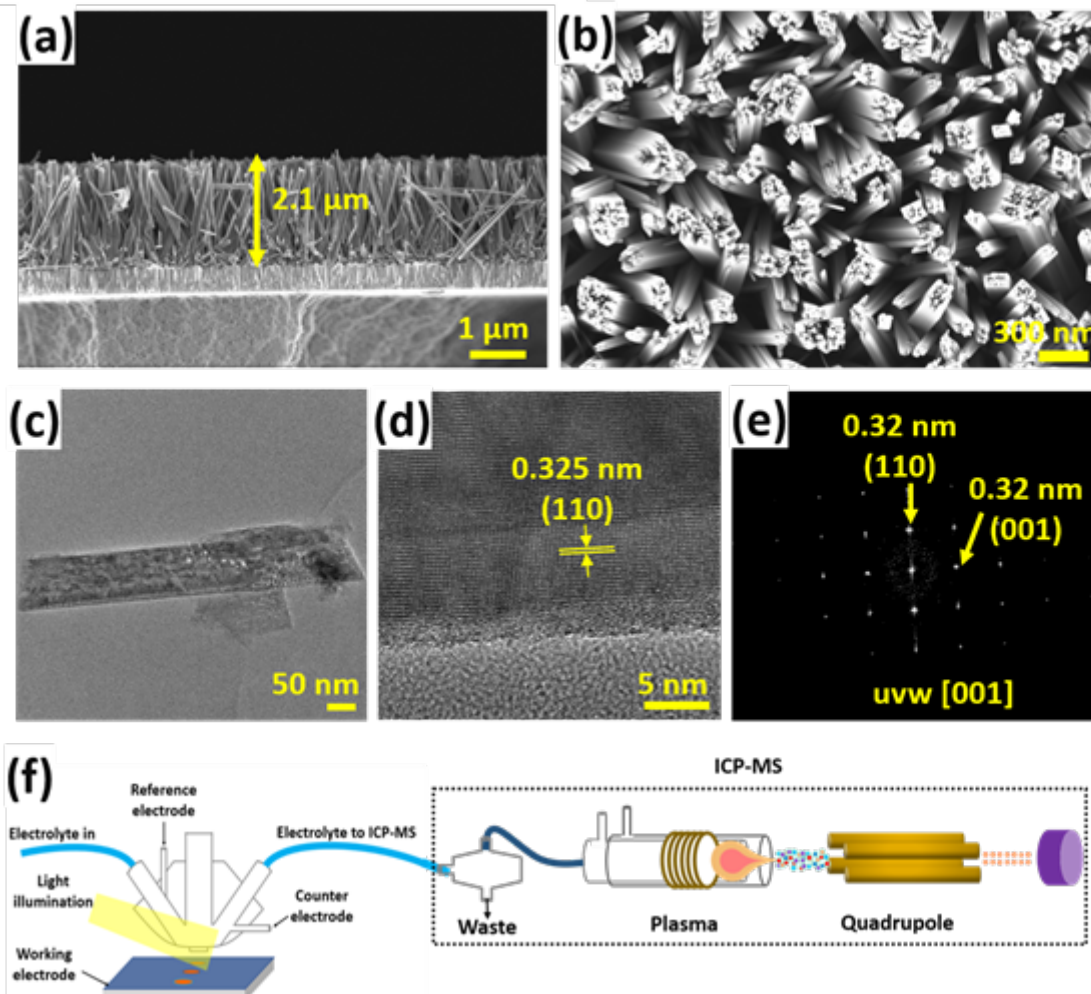 (a)
2.1 μm
1 μm
(b)
300 nm
(c)
50 nm
(d)
0.325 nm
(110)
5 nm
(e)
0.32 nm
(110)
0.32 nm
(001)
uvw [001]
(f)
Reference
electrode
Electrolyte in
Electrolyte to ICP-MS
Light
illumination
Counter
electrode
Working
electrode
ICP-MS
Waste
Plasma
Quadrupole